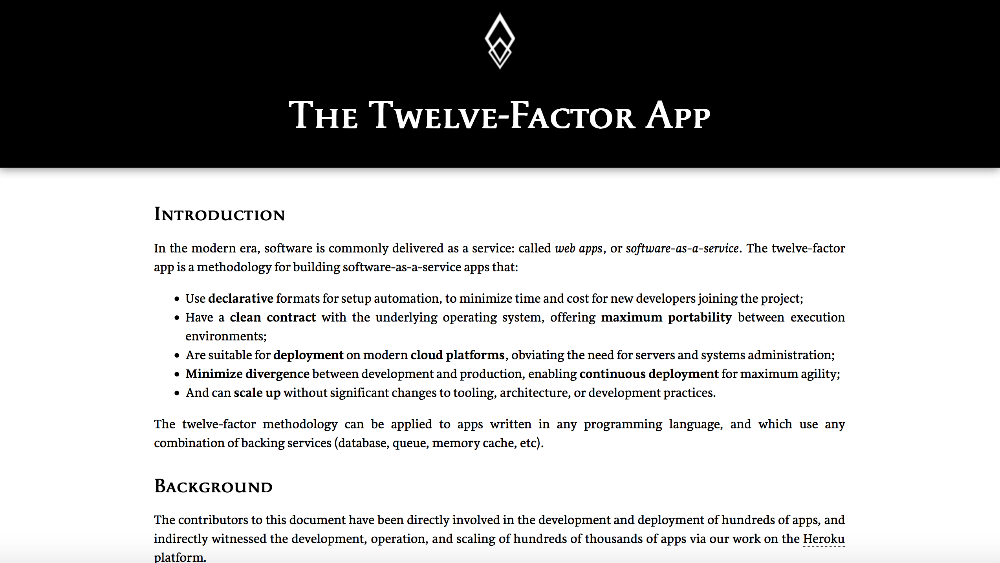 The Twelve-Factor App
Introduction
In the modern era, software is commonly delivered as a service: called web apps, or software-as-a-service. The twelve-factor
app is a methodology for building software-as-a-service apps that:
• Use declarative formats for setup automation, to minimize time and cost for new developers joining the project;
• Have a clean contract with the underlying operating system, offering maximum portability between execution
environments;
• Are suitable for deployment on modern cloud platforms, obviating the need for servers and systems administration;
• Minimize divergence between development and production, enabling continuous deployment for maximum agility;
• And can scale up without significant changes to tooling, architecture, or development practices.
The twelve-factor methodology can be applied to apps written in any programming language, and which use any
combination of backing services (database, queue, memory cache, etc).
Background
The contributors to this document have been directly involved in the development and deployment of hundreds of apps, and
indirectly witnessed the development, operation, and scaling of hundreds of thousands of apps via our work on the Heroku
platform.